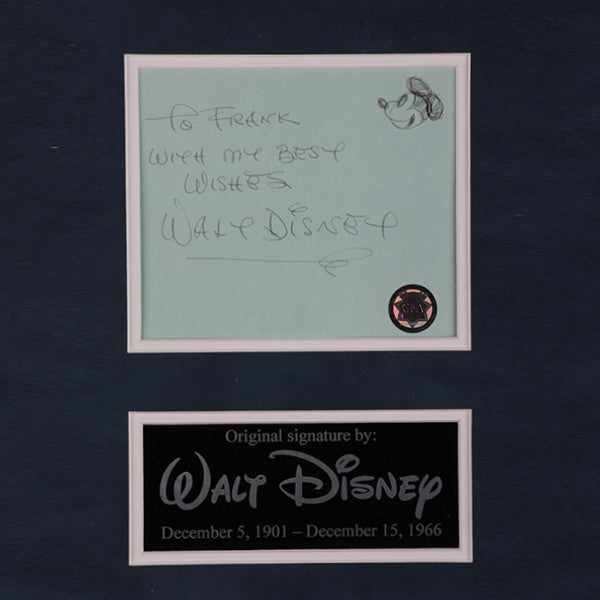 To Frank
with my best
wishes
Walt Disney
Original signature by:
Walt Disney
December 5, 1901 – December 15, 1966